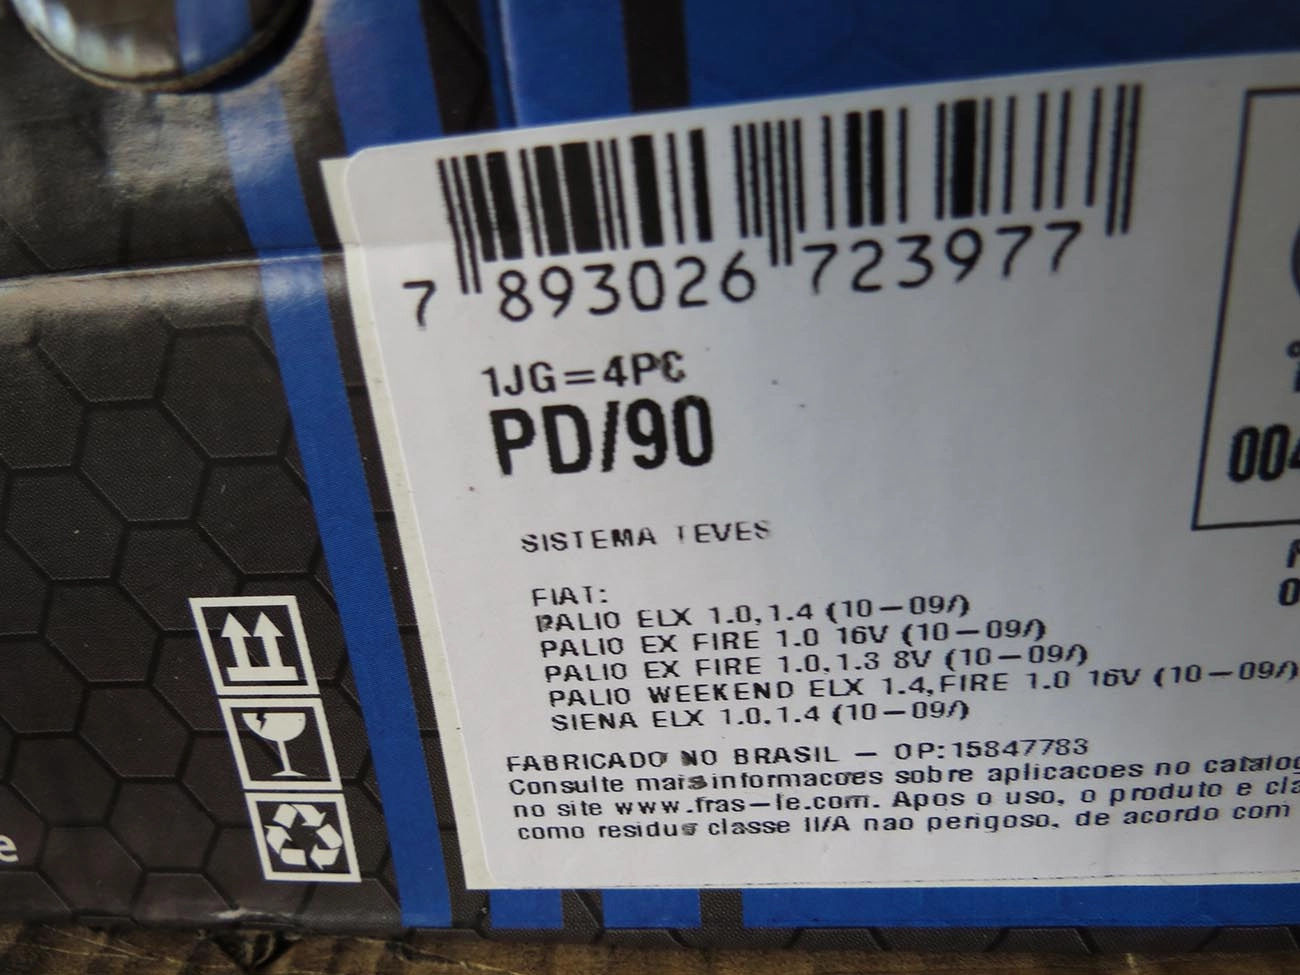 7 893026 723977
1JG=4PC
PD/90
SISTEMA TEVES
FIAT:
PALIO ELX 1.0,1.4 (10-09/)
PALIO EX FIRE 1.0 16V (10-09/)
PALIO EX FIRE 1.0.1.3 8V (10-09/)
PALIO WEEKEND ELX 1.4,FIRE 1.0 16V (10-09/)
SIENA ELX 1.0.1.4 (10-09/)
FABRICADO NO BRASIL - OP:15847783
Consulte mais informacoes sobre aplicacoes no catalog
no site www.fras-le.com. Apos o uso, o produto e cla
como residuo classe II/A nao perigoso, de acordo com
004
e